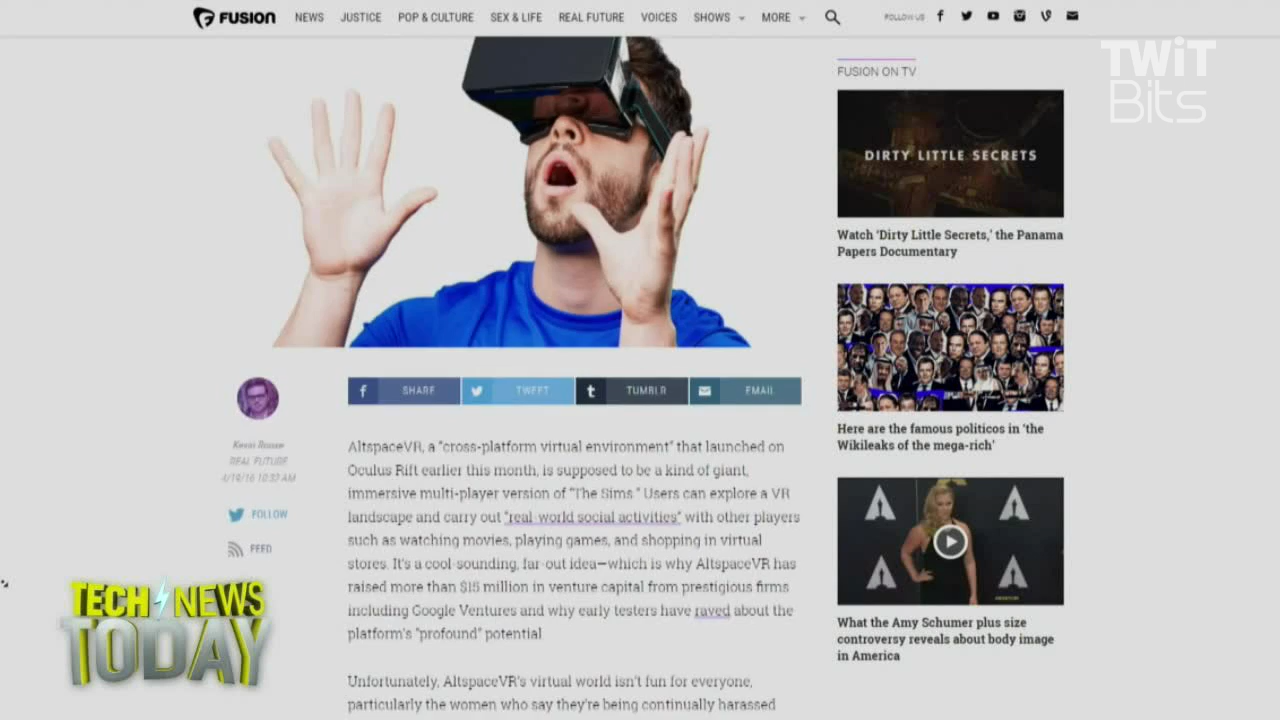 FUSION NEWS JUSTICE POP & CULTURE SEX & LIFE REAL FUTURE VOICES SHOWS MORE FOLLOW US
TWiT
Bits
FUSION ON TV
DIRTY LITTLE SECRETS
Watch 'Dirty Little Secrets,' the Panama
Papers Documentary
Here are the famous politicos in 'the
Wikileaks of the mega-rich'
What the Amy Schumer plus size
controversy reveals about body image
in America
SHARE TWEET TUMBLR EMAIL
Kevin Roose
REAL FUTURE
4/19/16 10:32 AM
FOLLOW
FEED
AltspaceVR, a "cross-platform virtual environment" that launched on
Oculus Rift earlier this month, is supposed to be a kind of giant,
immersive multi-player version of "The Sims." Users can explore a VR
landscape and carry out "real-world social activities" with other players
such as watching movies, playing games, and shopping in virtual
stores. It's a cool-sounding, far-out idea—which is why AltspaceVR has
raised more than $15 million in venture capital from prestigious firms
including Google Ventures and why early testers have raved about the
platform's "profound" potential
Unfortunately, AltspaceVR's virtual world isn't fun for everyone,
particularly the women who say they're being continually harassed
TECH NEWS
TODAY